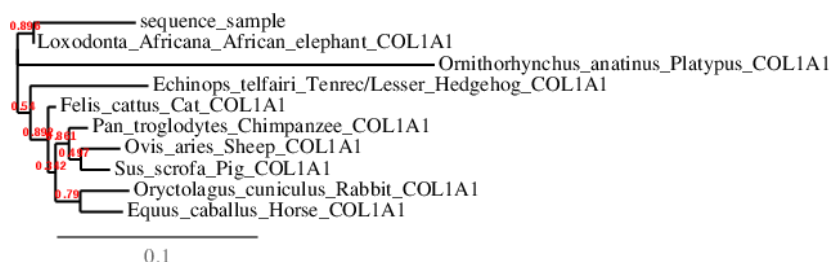 0.898
sequence_sample
Loxodonta_Africana_African_elephant_COL1A1
Ornithorhynchus_anatinus_Platypus_COL1A1
Echinops_telfairi_Tenrec/Lesser_Hedgehog_COL1A1
0.54
Felis_cattus_Cat_COL1A1
Pan_troglodytes_Chimpanzee_COL1A1
Ovis_aries_Sheep_COL1A1
0.497
Sus_scrofa_Pig_COL1A1
Oryctolagus_cuniculus_Rabbit_COL1A1
0.79
Equus_caballus_Horse_COL1A1
0.1